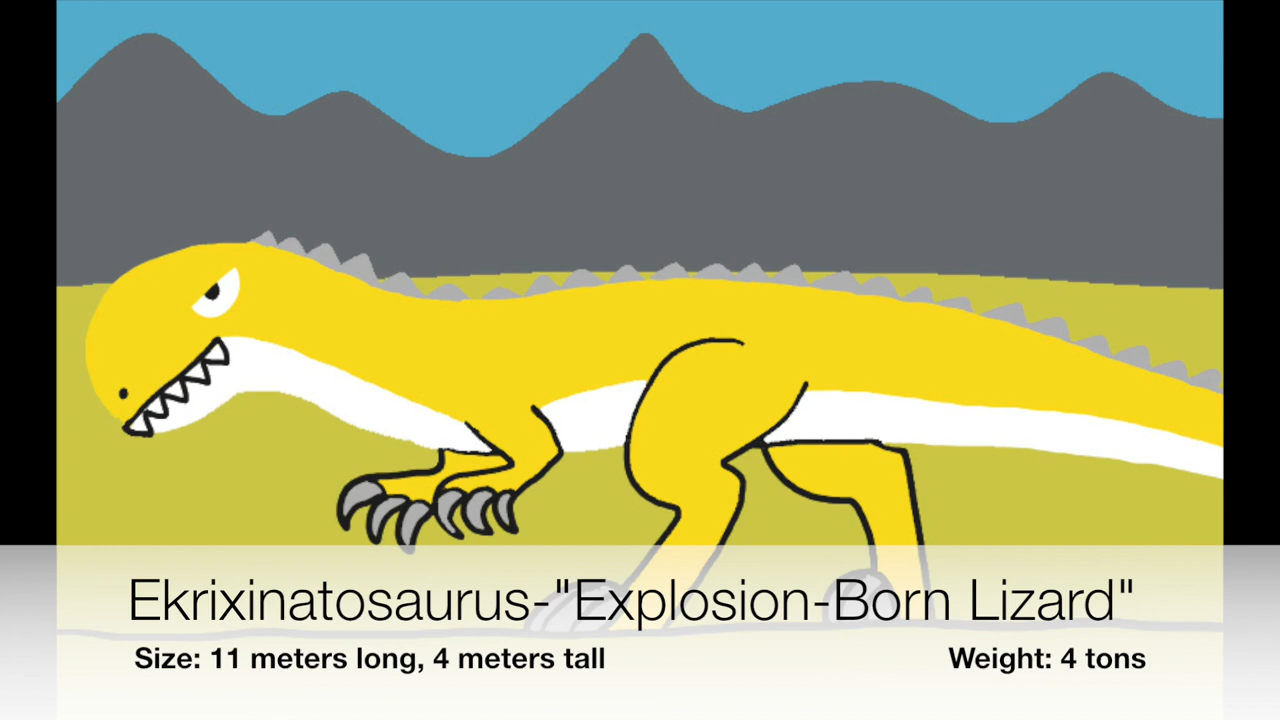 Ekrixinatosaurus-"Explosion-Born Lizard"
Size: 11 meters long, 4 meters tall Weight: 4 tons